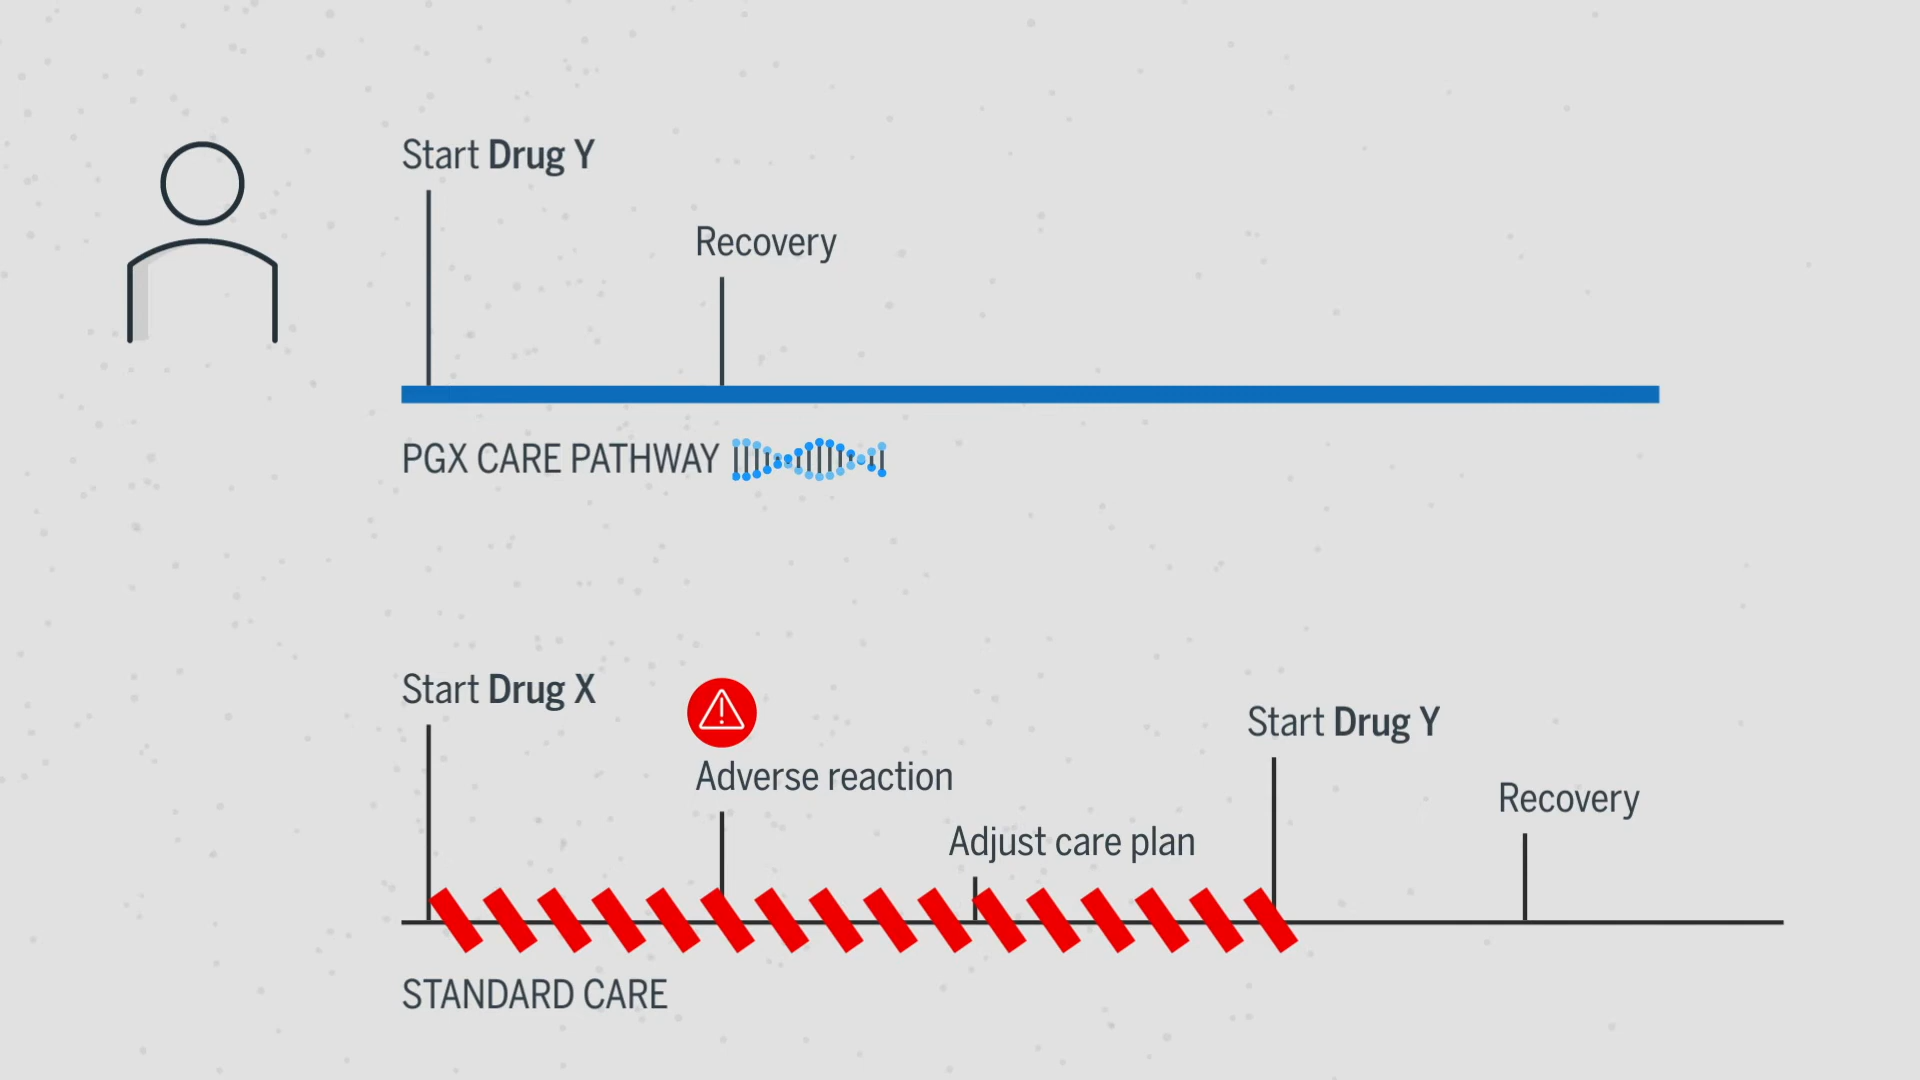 Start Drug Y
Recovery
PGX CARE PATHWAY
Start Drug X
Adverse reaction
Adjust care plan
Start Drug Y
Recovery
STANDARD CARE